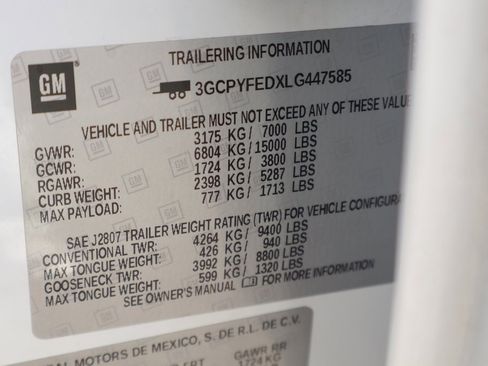 GM
TRAILERING INFORMATION
3GCPYFEDXLG447585
VEHICLE AND TRAILER MUST NOT EXCEED ANY OF THESE VALUE
GVWR: 3175 KG/ 7000 LBS
GCWR: 6804 KG/ 15000 LBS
RGAWR: 1724 KG/ 3800 LBS
CURB WEIGHT: 2398 KG/ 5287 LBS
MAX PAYLOAD: 777 KG/ 1713 LBS
SAE J2807 TRAILER WEIGHT RATING (TWR) FOR VEHICLE CONFIGURA
CONVENTIONAL TWR: 4264 KG/ 9400 LBS
MAX TONGUE WEIGHT: 426 KG/ 940 LBS
GOOSENECK TWR: 3992 KG/ 8800 LBS
MAX TONGUE WEIGHT: 599 KG/ 1320 LBS
SEE OWNER'S MANUAL FOR MORE INFORMATION
AL MOTORS DE MEXICO, S. DE R.L. DE C.V.
FRT GAWR RR
1724 KG